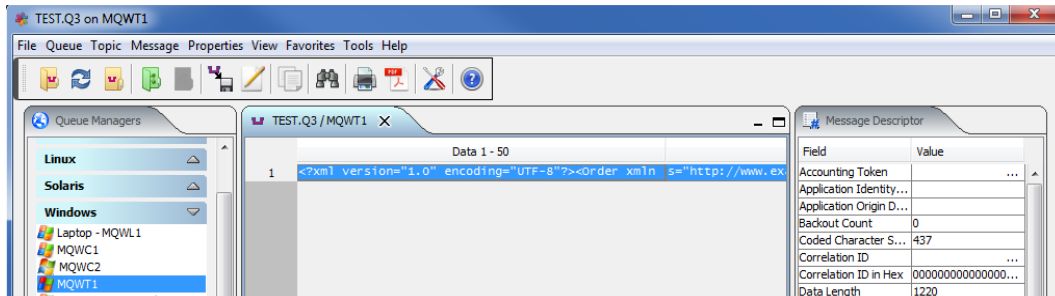 TEST.Q3 on MQWT1
File Queue Topic Message Properties View Favorites Tools Help
Queue Managers
TEST.Q3 / MQWT1
Message Descriptor
Linux
Solaris
Windows
Laptop - MQWL1
MQWC1
MQWC2
MQWT1
Data 1 - 50
1 <?xml version="1.0" encoding="UTF-8"?><Order xmln s="http://www.ex
Field Value
Accounting Token ...
Application Identity...
Application Origin D...
Backout Count 0
Coded Character S... 437
Correlation ID ...
Correlation ID in Hex 000000000000000...
Data Length 1220